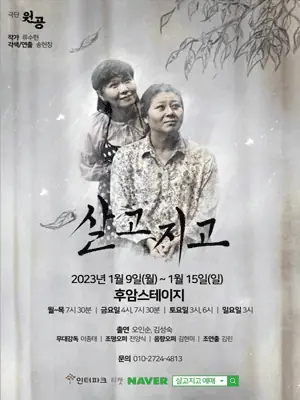 극단 원공
작가 류수현
각색/연출 송현창
살고지고
2023년 1월 9일(월) ~ 1월 15일(일)
후암스테이지
월~목 7시 30분 | 금요일 4시, 7시 30분 | 토요일 3시, 6시 | 일요일 3시
출연 오인순, 김성숙
무대감독 이종태 | 조명오퍼 전양식 | 음향오퍼 김현미 | 조연출 김린
문의 010-2724-4813
인터파크 티켓 NAVER 살고지고 예매